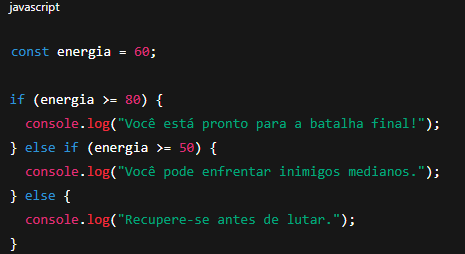 javascript
const energia = 60;
if (energia >= 80) {
console.log("Você está pronto para a batalha final!");
} else if (energia >= 50) {
console.log("Você pode enfrentar inimigos medianos.");
} else {
console.log("Recupere-se antes de lutar.");
}